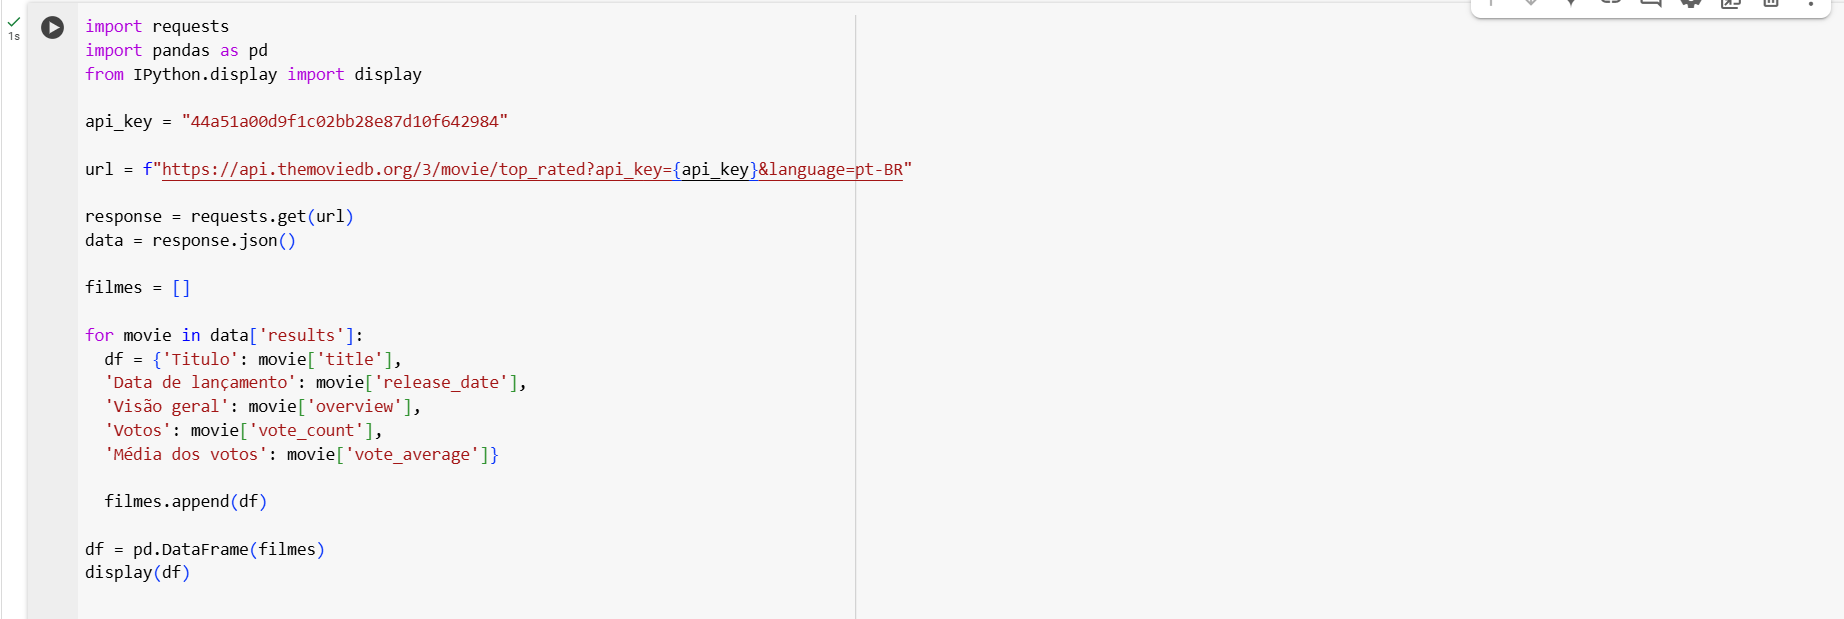 import requests
1s
import pandas as pd
from IPython.display import display
api_key = "44a51a00d9f1c02bb28e87d10f642984"
url = f"https://api.themoviedb.org/3/movie/top_rated?api_key={api_key}&language=pt-BR"
response = requests.get(url)
data = response.json()
filmes = []
for movie in data['results']:
  df = {'Titulo': movie['title'],
  'Data de lançamento': movie['release_date'],
  'Visão geral': movie['overview'],
  'Votos': movie['vote_count'],
  'Média dos votos': movie['vote_average']}
  filmes.append(df)
df = pd.DataFrame(filmes)
display(df)